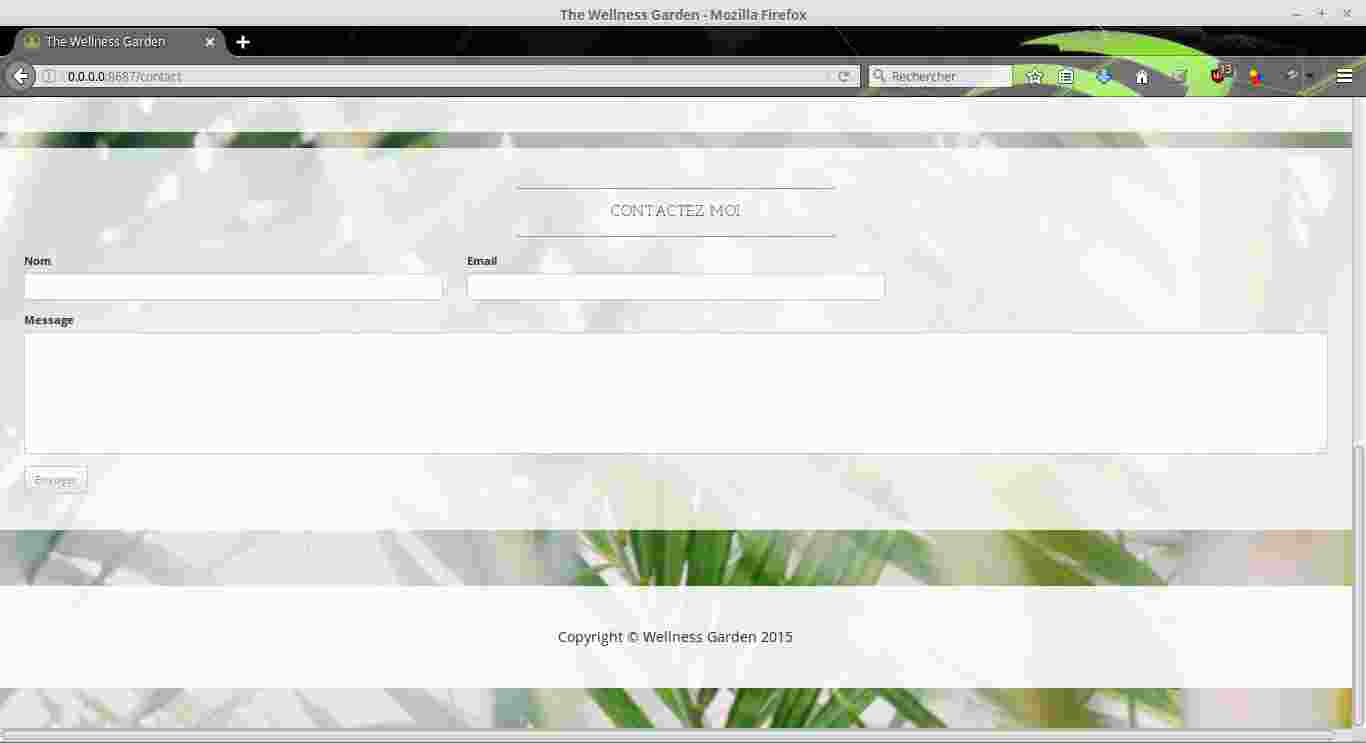 The Wellness Garden - Mozilla Firefox
The Wellness Garden
0.0.0.0:8687/contact
Rechercher
13
CONTACTEZ MOI
Nom
Email
Message
Envoyer
Copyright © Wellness Garden 2015